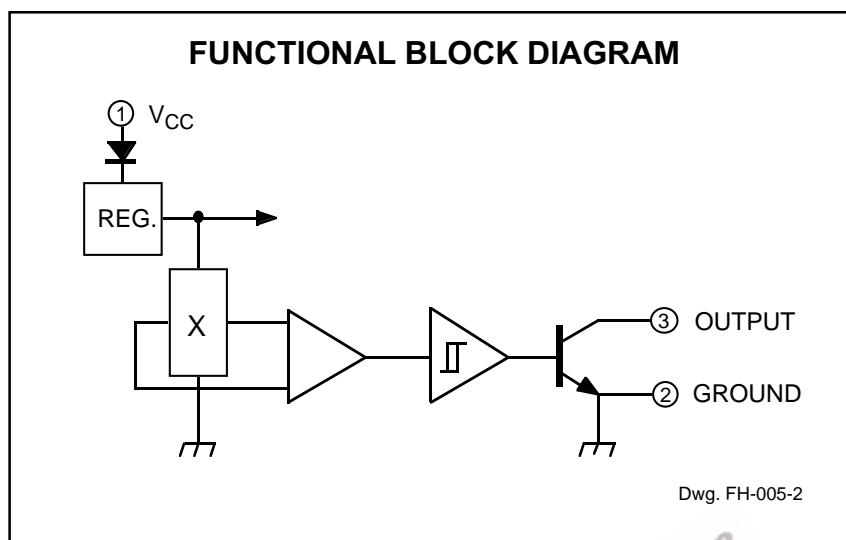 FUNCTIONAL BLOCK DIAGRAM
1 VCC
REG.
X
3 OUTPUT
2 GROUND
Dwg. FH-005-2